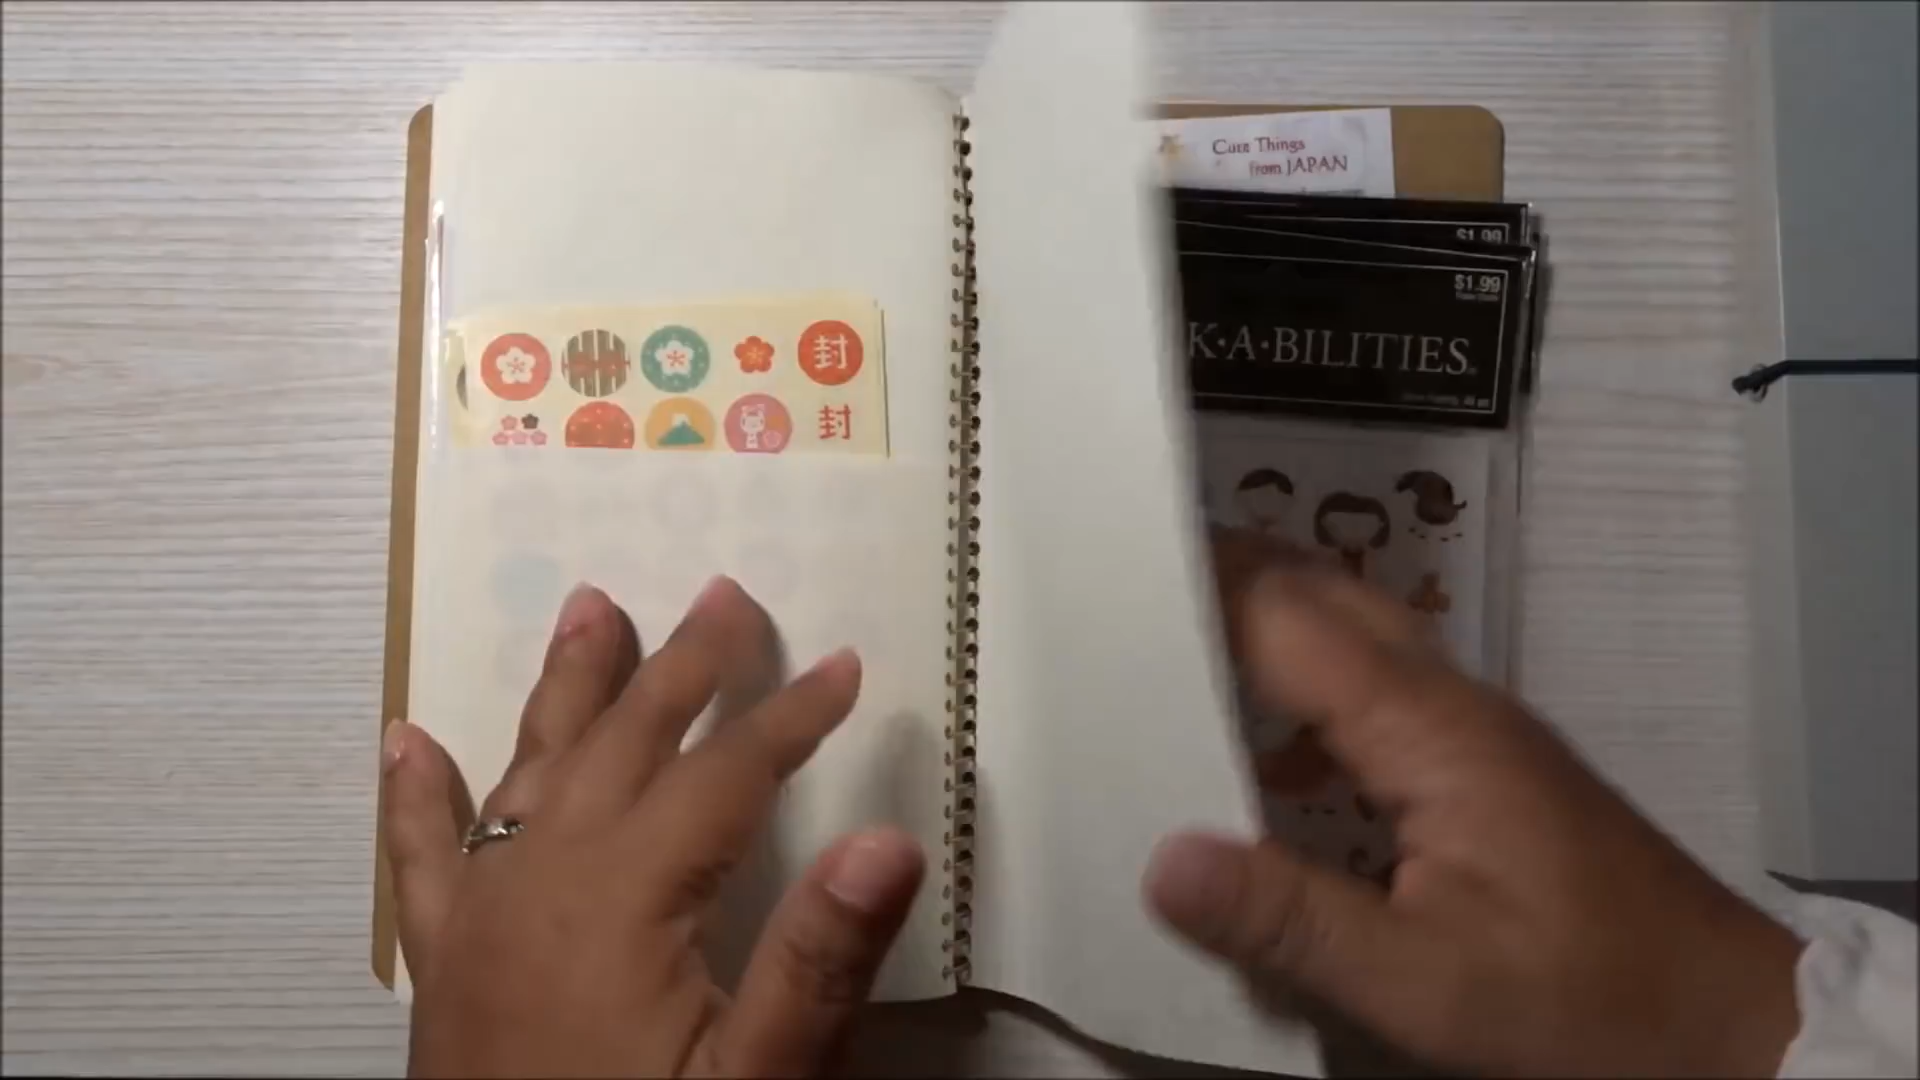 封
封
Cute Things
from JAPAN
$1.99
$1.99
K·A·BILITIES